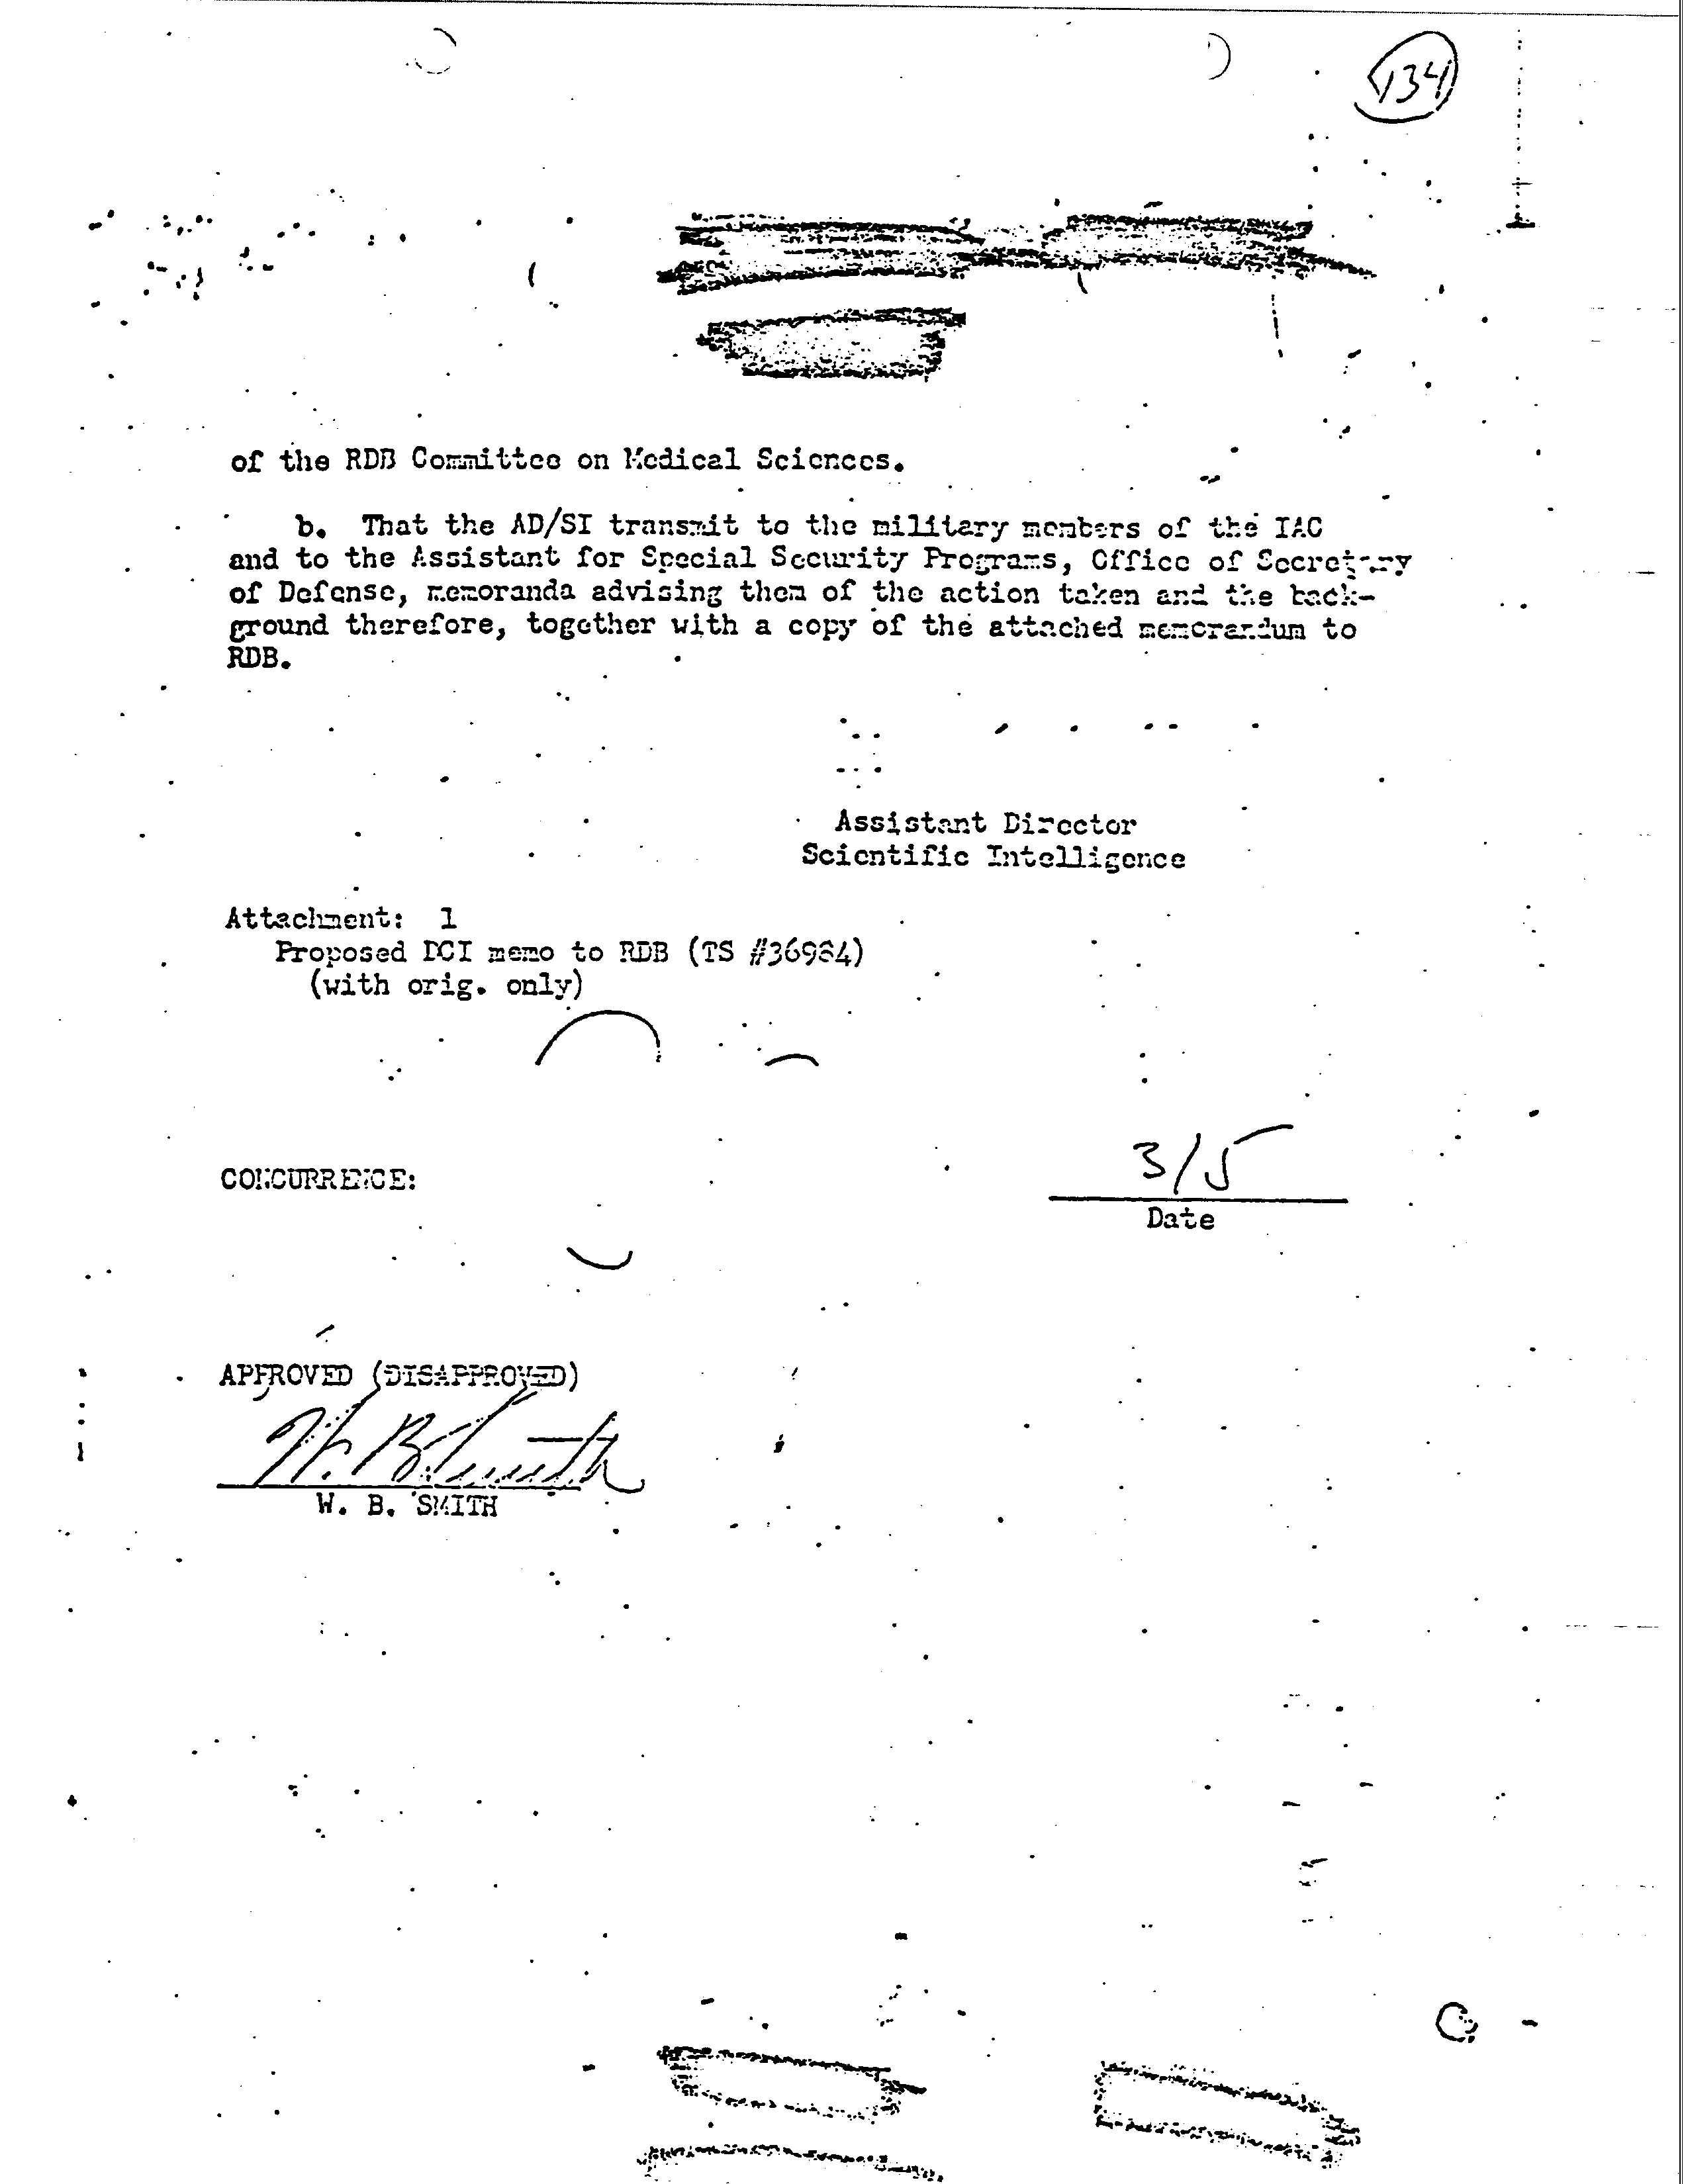 134
of the RDB Committee on Medical Sciences.
b. That the AD/SI transmit to the military members of the IAC
and to the Assistant for Special Security Programs, Office of Secretary
of Defense, memoranda advising them of the action taken and the back-
ground therefore, together with a copy of the attached memorandum to
RDB.
Assistant Director
Scientific Intelligence
Attachment: 1
Proposed DCI memo to RDB (TS #36984)
(with orig. only)
CONCURRENCE:
3/5
Date
APPROVED (DISAPPROVED)
W. B. Smith
W. B. SMITH